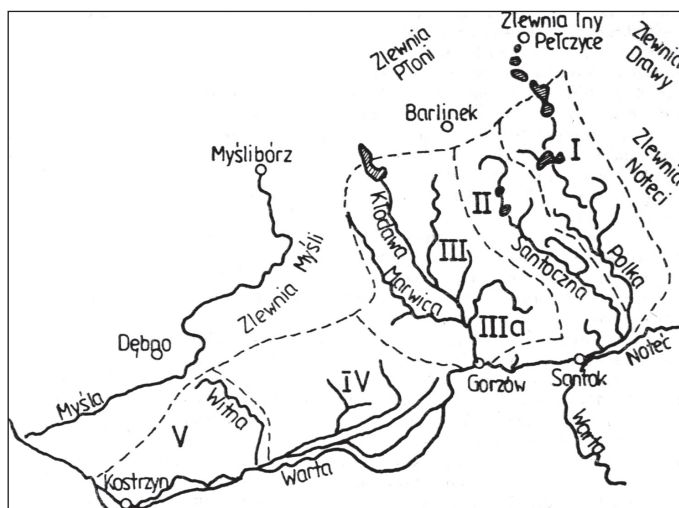 Zlewnia Iny
Pełczyce
Zlewnia
Płoni
Zlewnia
Drawy
Barlinek
Myślibórz
Zlewnia
Noteci
I
II
III
IIIa
IV
V
Kłodawa
Marwica
Santoczna
Polka
Zlewnia Myśli
Dębno
Myśla
Witna
Gorzów
Santok
Noteć
Warta
Warta
Kostrzyn